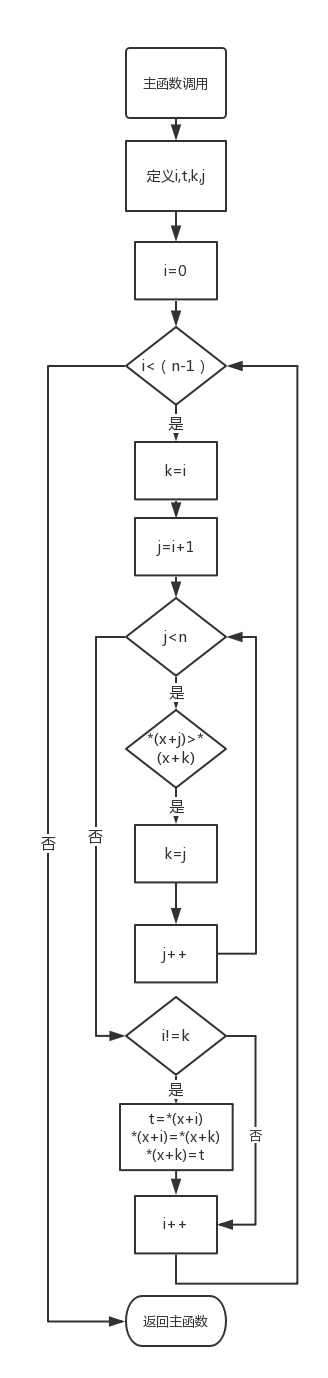 主函数调用
定义i,t,k,j
i=0
i<（n-1）
是
k=i
j=i+1
j<n
是
*(x+j)>*
(x+k)
是
否
否
k=j
j++
i!=k
是
t=*(x+i)
*(x+i)=*(x+k)
*(x+k)=t
否
i++
返回主函数